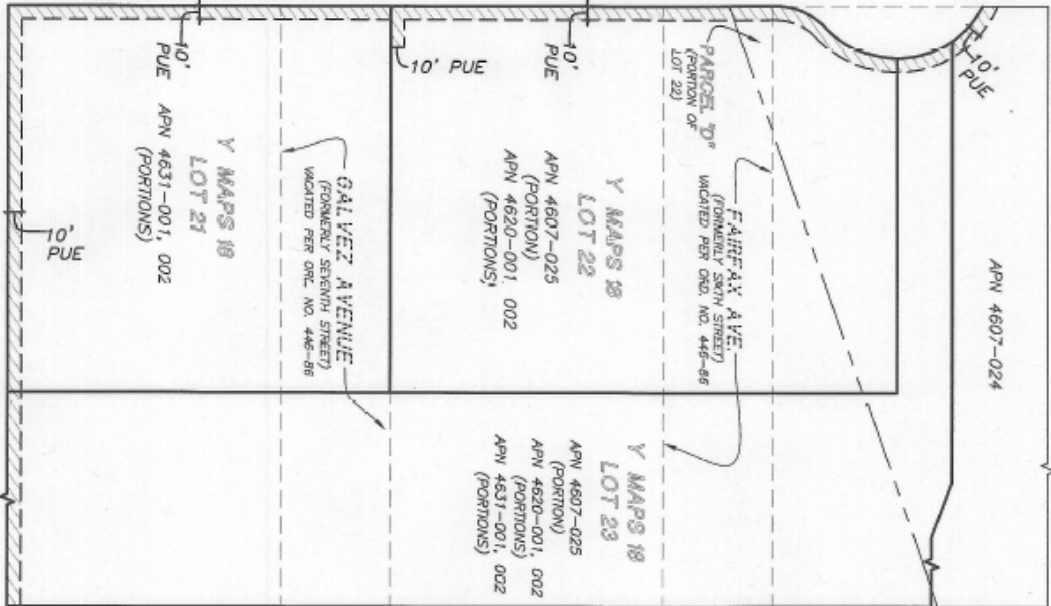 10'
PUE
10' PUE
10'
PUE
10'
PUE
10'
PUE
APN 4607-024
PARCEL "D"
(PORTION OF
LOT 22)
FAIRFAX AVE.
(FORMERLY SIXTH STREET)
VACATED PER ORD. NO. 446-86
Y MAPS 18
LOT 22
APN 4607-025
(PORTION)
APN 4620-001, 002
(PORTIONS)
GALVEZ AVENUE
(FORMERLY SEVENTH STREET)
VACATED PER ORD. NO. 446-86
Y MAPS 18
LOT 21
APN 4631-001, 002
(PORTIONS)
Y MAPS 18
LOT 23
APN 4607-025
(PORTION)
APN 4620-001, 002
(PORTIONS)
APN 4631-001, 002
(PORTIONS)